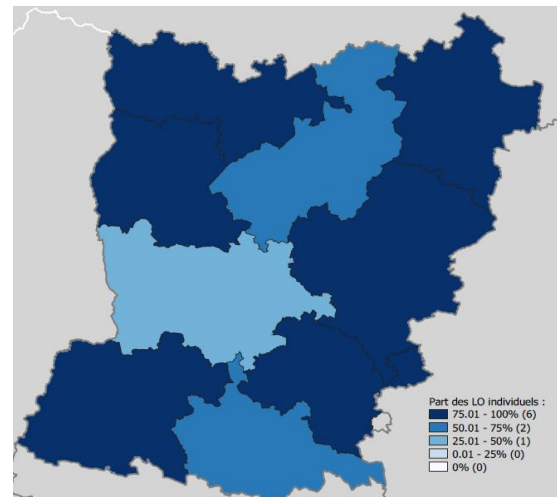 Part des LO individuels :
75.01 - 100% (6)
50.01 - 75% (2)
25.01 - 50% (1)
0.01 - 25% (0)
0% (0)